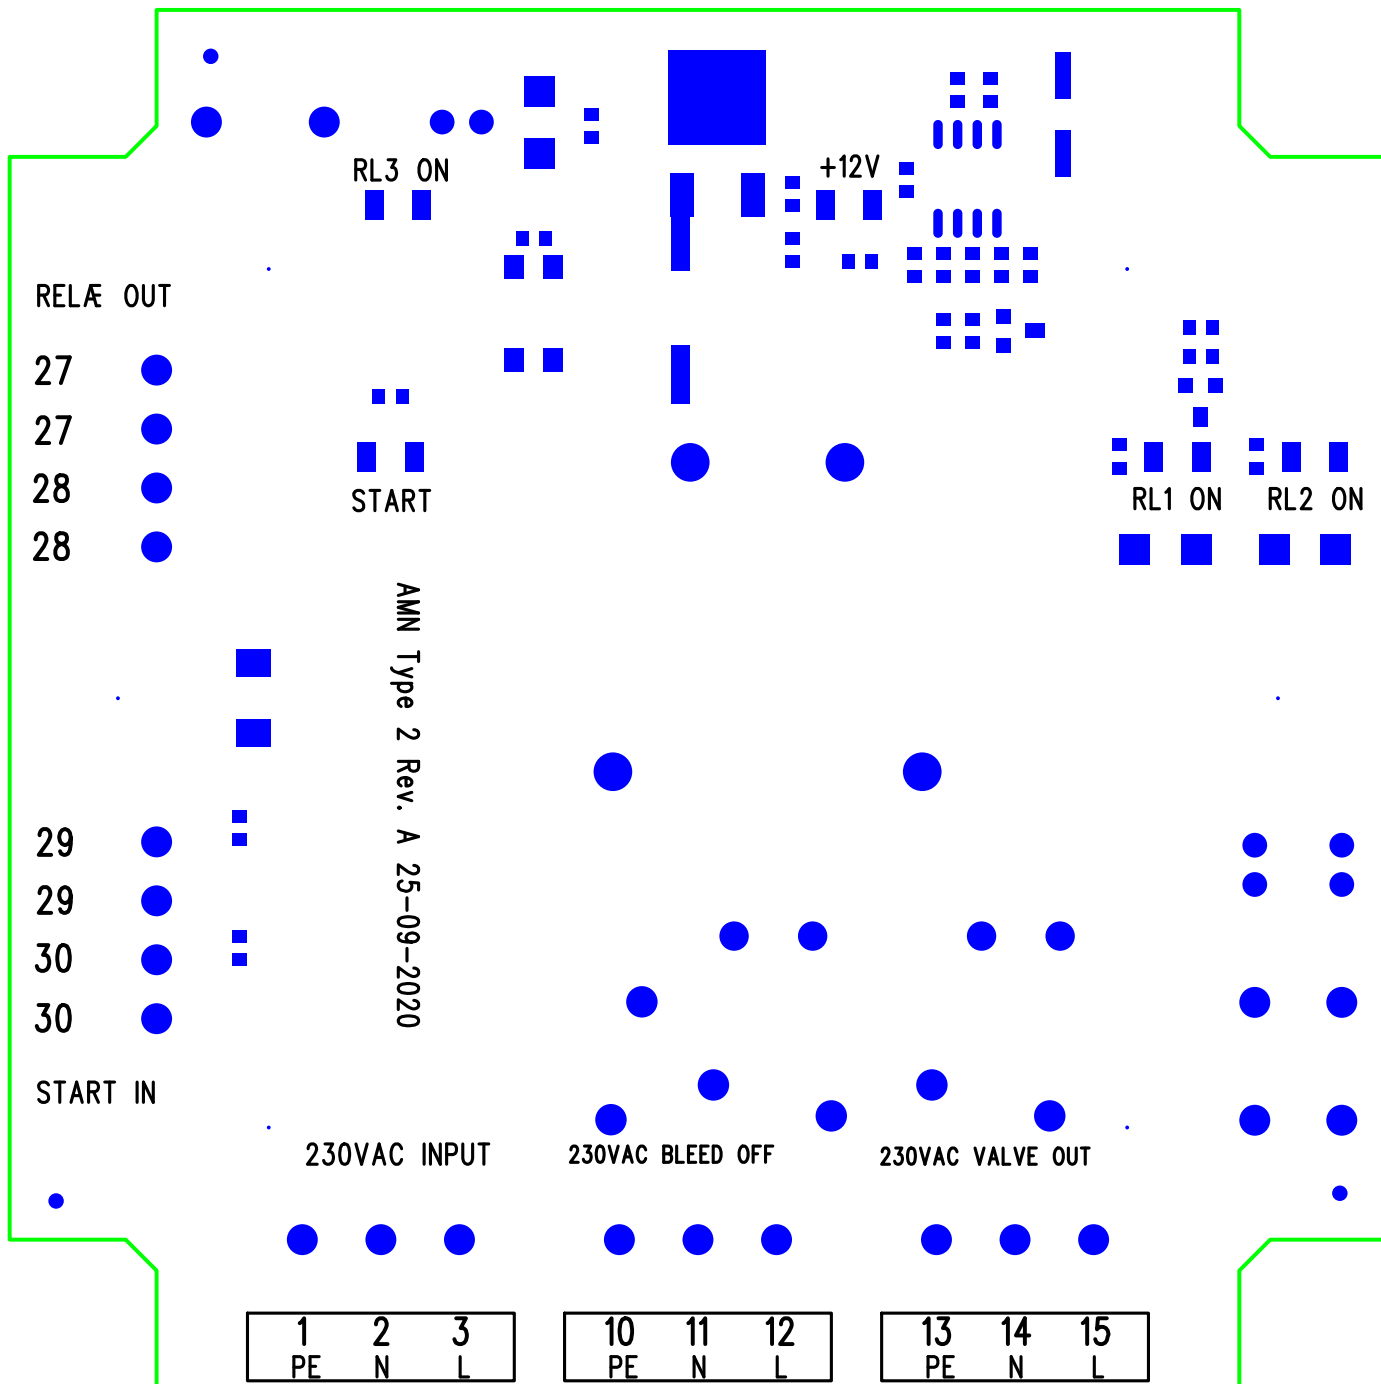 RL3 ON
+12V
RELÆ OUT
27
27
28
28
START
RL1 ON
RL2 ON
AMN Type 2 Rev. A 25-09-2020
29
29
30
30
START IN
230VAC INPUT
230VAC BLEED OFF
230VAC VALVE OUT
1 2 3
PE N L
10 11 12
PE N L
13 14 15
PE N L